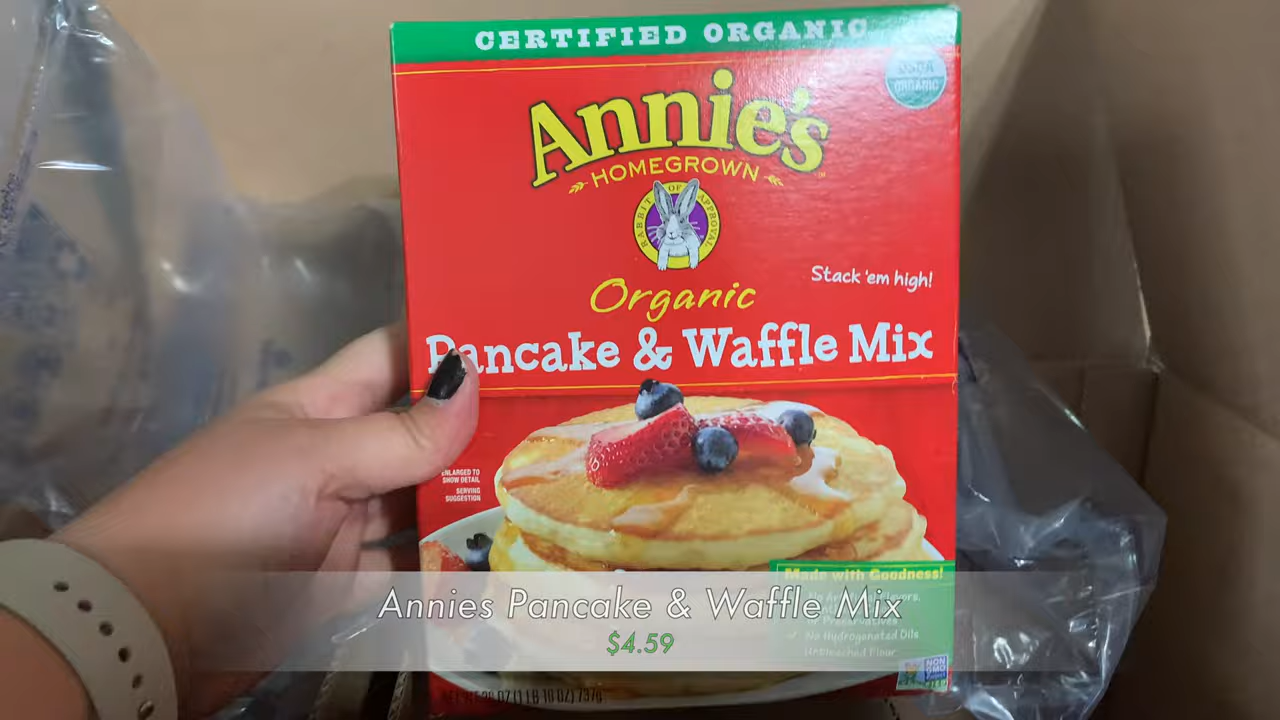 CERTIFIED ORGANIC
USDA
ORGANIC
Annie's
HOMEGROWN
RABBIT OF APPROVAL
Stack 'em high!
Organic
Pancake & Waffle Mix
ENLARGED TO
SHOW DETAIL
SERVING
SUGGESTION
Made with Goodness!
Annies Pancake & Waffle Mix
$4.59
or Preservatives
✓ No Hydrogenated Oils
Unbleached Flour
NON
GMO
Project